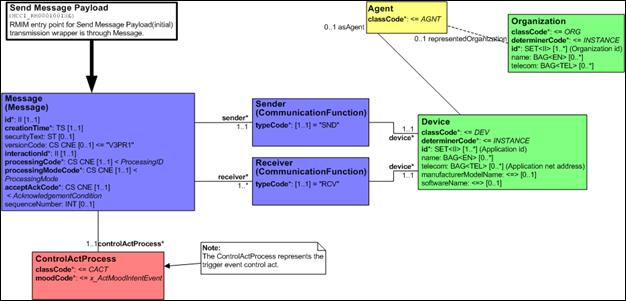 Send Message Payload
RMIM entry point for Send Message Payload(initial)
transmission wrapper is through Message.
Agent
classCode*: <= AGNT
Organization
classCode*: <= ORG
determinerCode*: <= INSTANCE
id*: SET<II> [1..*] (Organization id)
name: BAG<EN> [0..*]
telecom: BAG<TEL> [0..*]
0..1 asAgent
0..1 representedOrganization
Message
(Message)
id*: II [1..1]
creationTime*: TS [1..1]
securityText: ST [0..1]
versionCode: CS CNE [0..1] <= "V3PR1"
interactionId*: II [1..1]
processingCode*: CS CNE [1..1] < ProcessingID
processingModeCode*: CS CNE [1..1] <
ProcessingMode
acceptAckCode*: CS CNE [1..1]
< AcknowledgementCondition
sequenceNumber: INT [0..1]
sender*
1..1
Sender
(CommunicationFunction)
typeCode*: [1..1] = "SND"
1..1
device*
receiver*
1..*
Receiver
(CommunicationFunction)
typeCode*: [1..1] = "RCV"
device*
1..1
Device
classCode*: <= DEV
determinerCode*: <= INSTANCE
id*: SET<II> [1..*] (Application id)
name: BAG<EN> [0..*]
telecom: BAG<TEL> [0..*] (Application net address)
manufacturerModelName: <=> [0..1]
softwareName: <=> [0..1]
1..1 controlActProcess*
ControlActProcess
classCode*: <= CACT
moodCode*: <= x_ActMoodIntentEvent
Note:
The ControlActProcess represents the
trigger event control act.